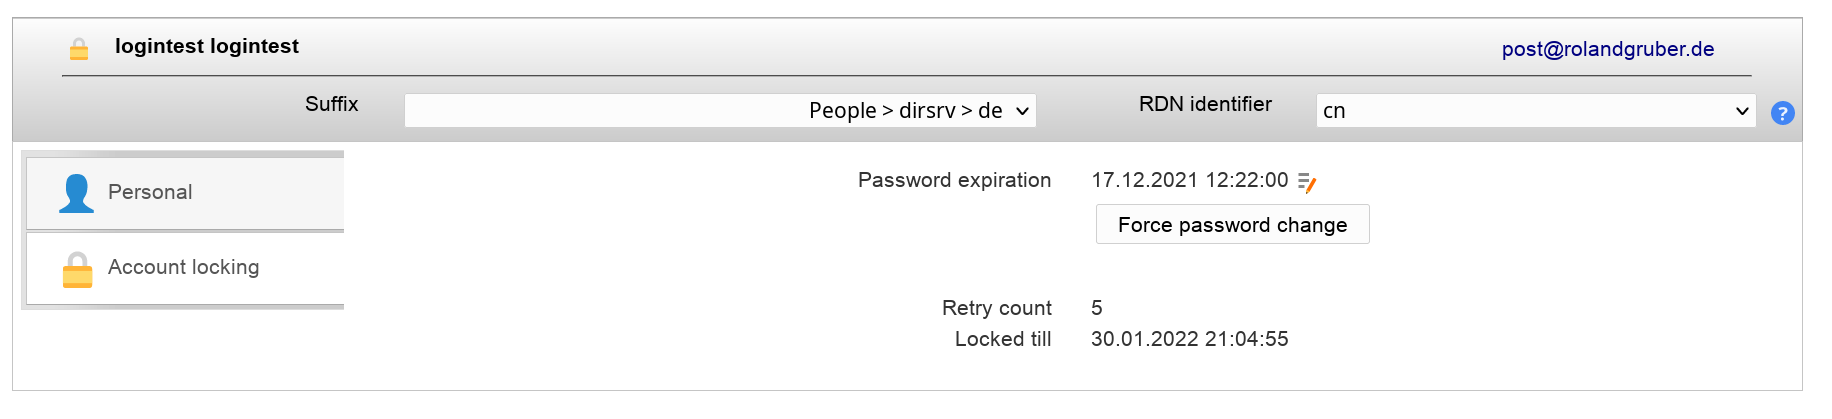 logintest logintest
post@rolandgruber.de
Suffix
People > dirsrv > de
RDN identifier
cn
?
Personal
Account locking
Password expiration 17.12.2021 12:22:00
Force password change
Retry count 5
Locked till 30.01.2022 21:04:55